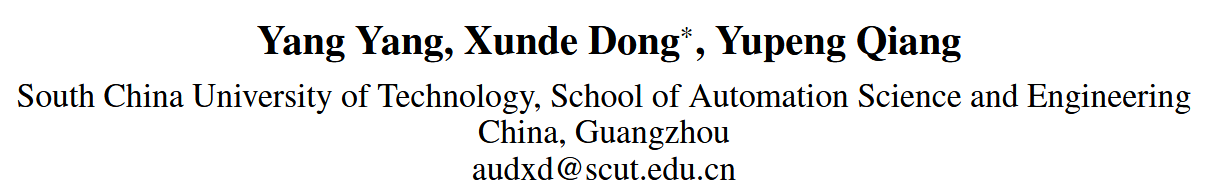 Yang Yang, Xunde Dong*, Yupeng Qiang
South China University of Technology, School of Automation Science and Engineering
China, Guangzhou
audxd@scut.edu.cn